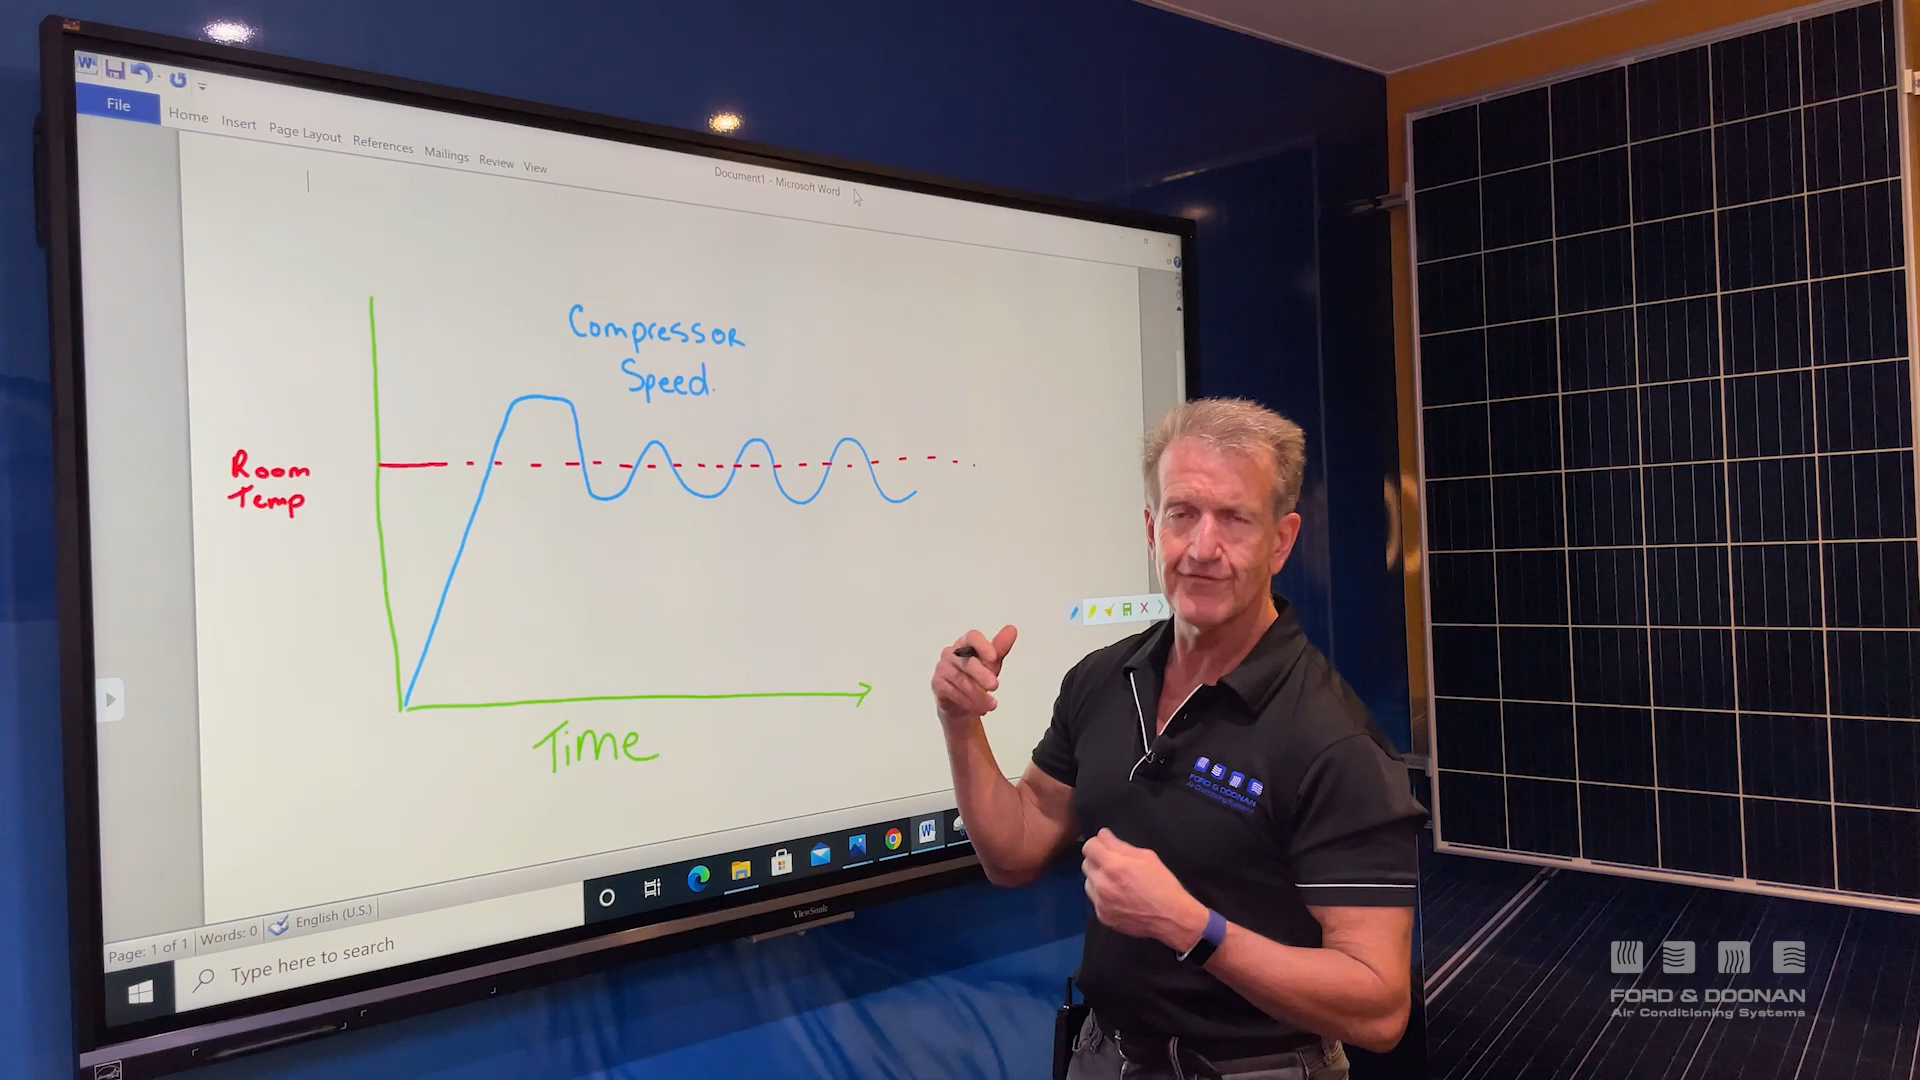 File Home Insert Page Layout References Mailings Review View
Document1 - Microsoft Word
Compressor
Speed.
Room
Temp
Time
Page: 1 of 1 Words: 0 English (U.S.)
Type here to search
ViewSonic
FORD & DOONAN
Air Conditioning Systems
FORD & DOONAN
Air Conditioning Systems